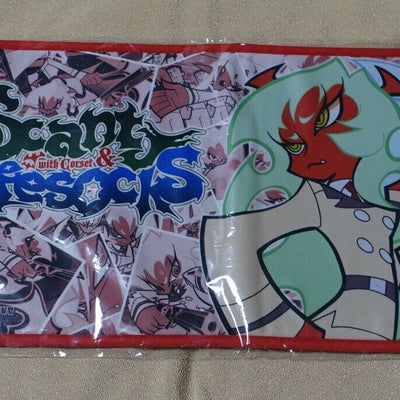 Scanty
with Corset &
eesocks